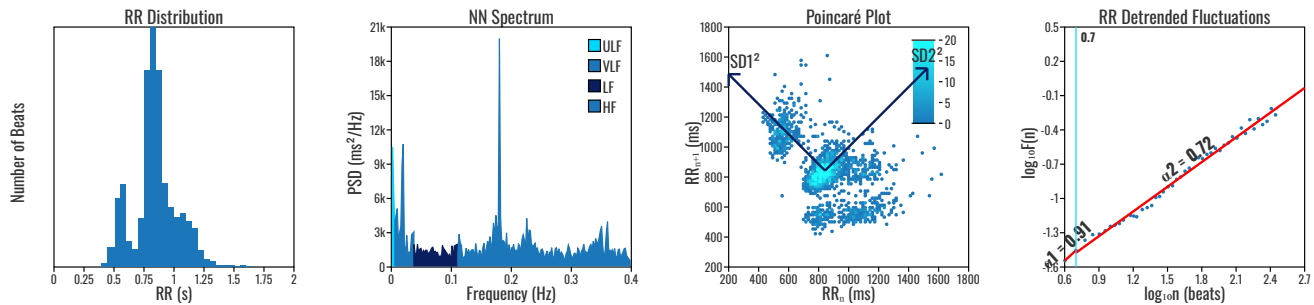 RR Distribution
Number of Beats
0 0.25 0.5 0.75 1 1.25 1.5 1.75 2
RR (s)
NN Spectrum
21k
18k
15k
12k
9k
6k
3k
0
PSD (ms²/Hz)
ULF
VLF
LF
HF
0 0.1 0.2 0.3 0.4
Frequency (Hz)
Poincaré Plot
1800
1600
1400
1200
1000
800
600
400
200
RRₙ₊₁ (ms)
SD1²
SD2²
20
15
10
5
0
200 400 600 800 1000 1200 1400 1600 1800
RRₙ (ms)
RR Detrended Fluctuations
0.5
0.2
-0.1
-0.4
-0.7
-1
-1.3
log₁₀F(n)
0.7
α2 = 0.72
α1 = 0.91
0.6 0.9 1.2 1.5 1.8 2.1 2.4 2.7
log₁₀n (beats)